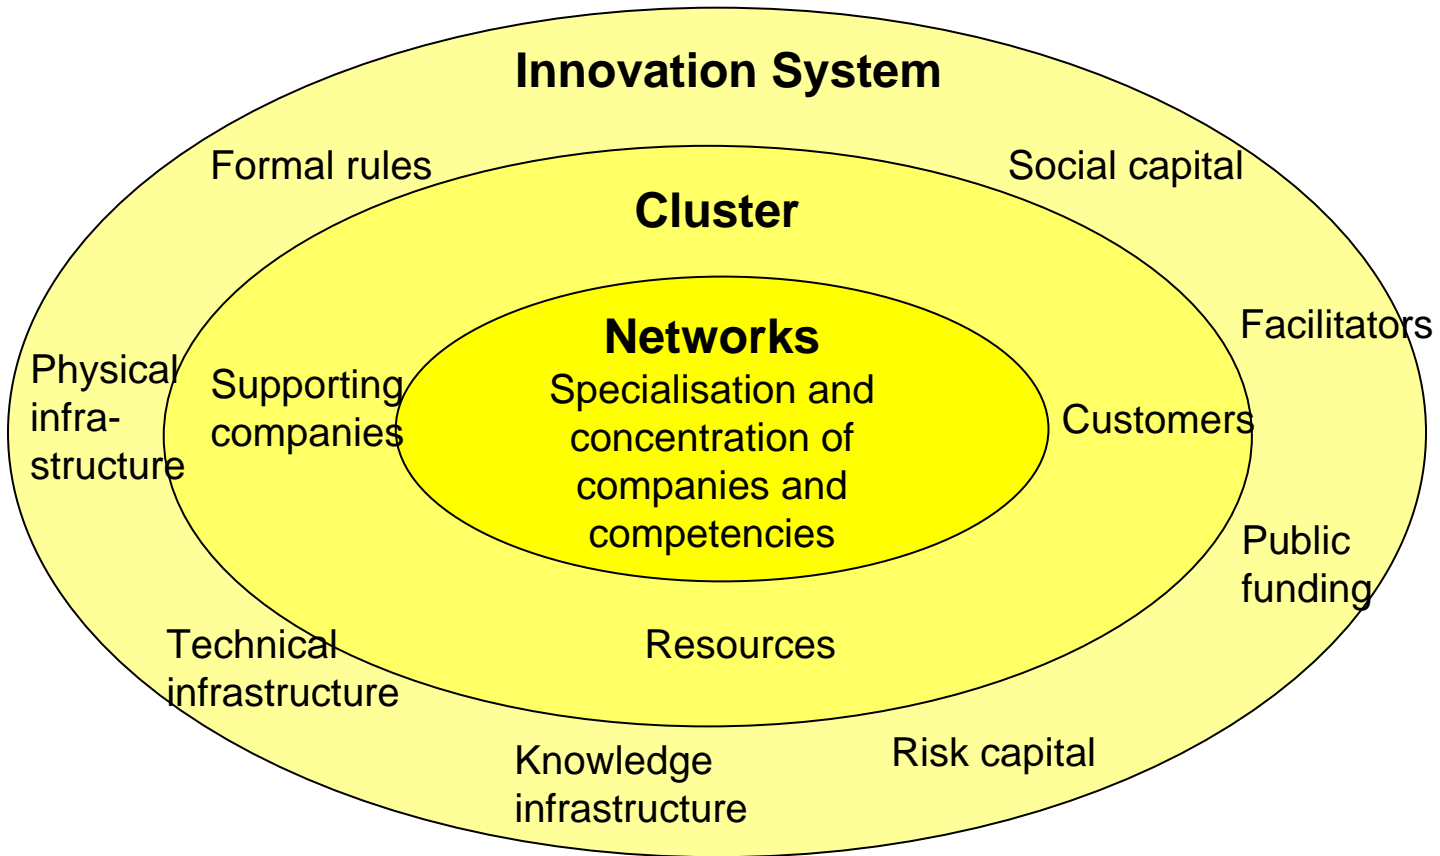 Innovation System
Formal rules
Social capital
Cluster
Networks
Specialisation and
concentration of
companies and
competencies
Facilitators
Physical
infra-
structure
Supporting
companies
Customers
Public
funding
Technical
infrastructure
Resources
Knowledge
infrastructure
Risk capital